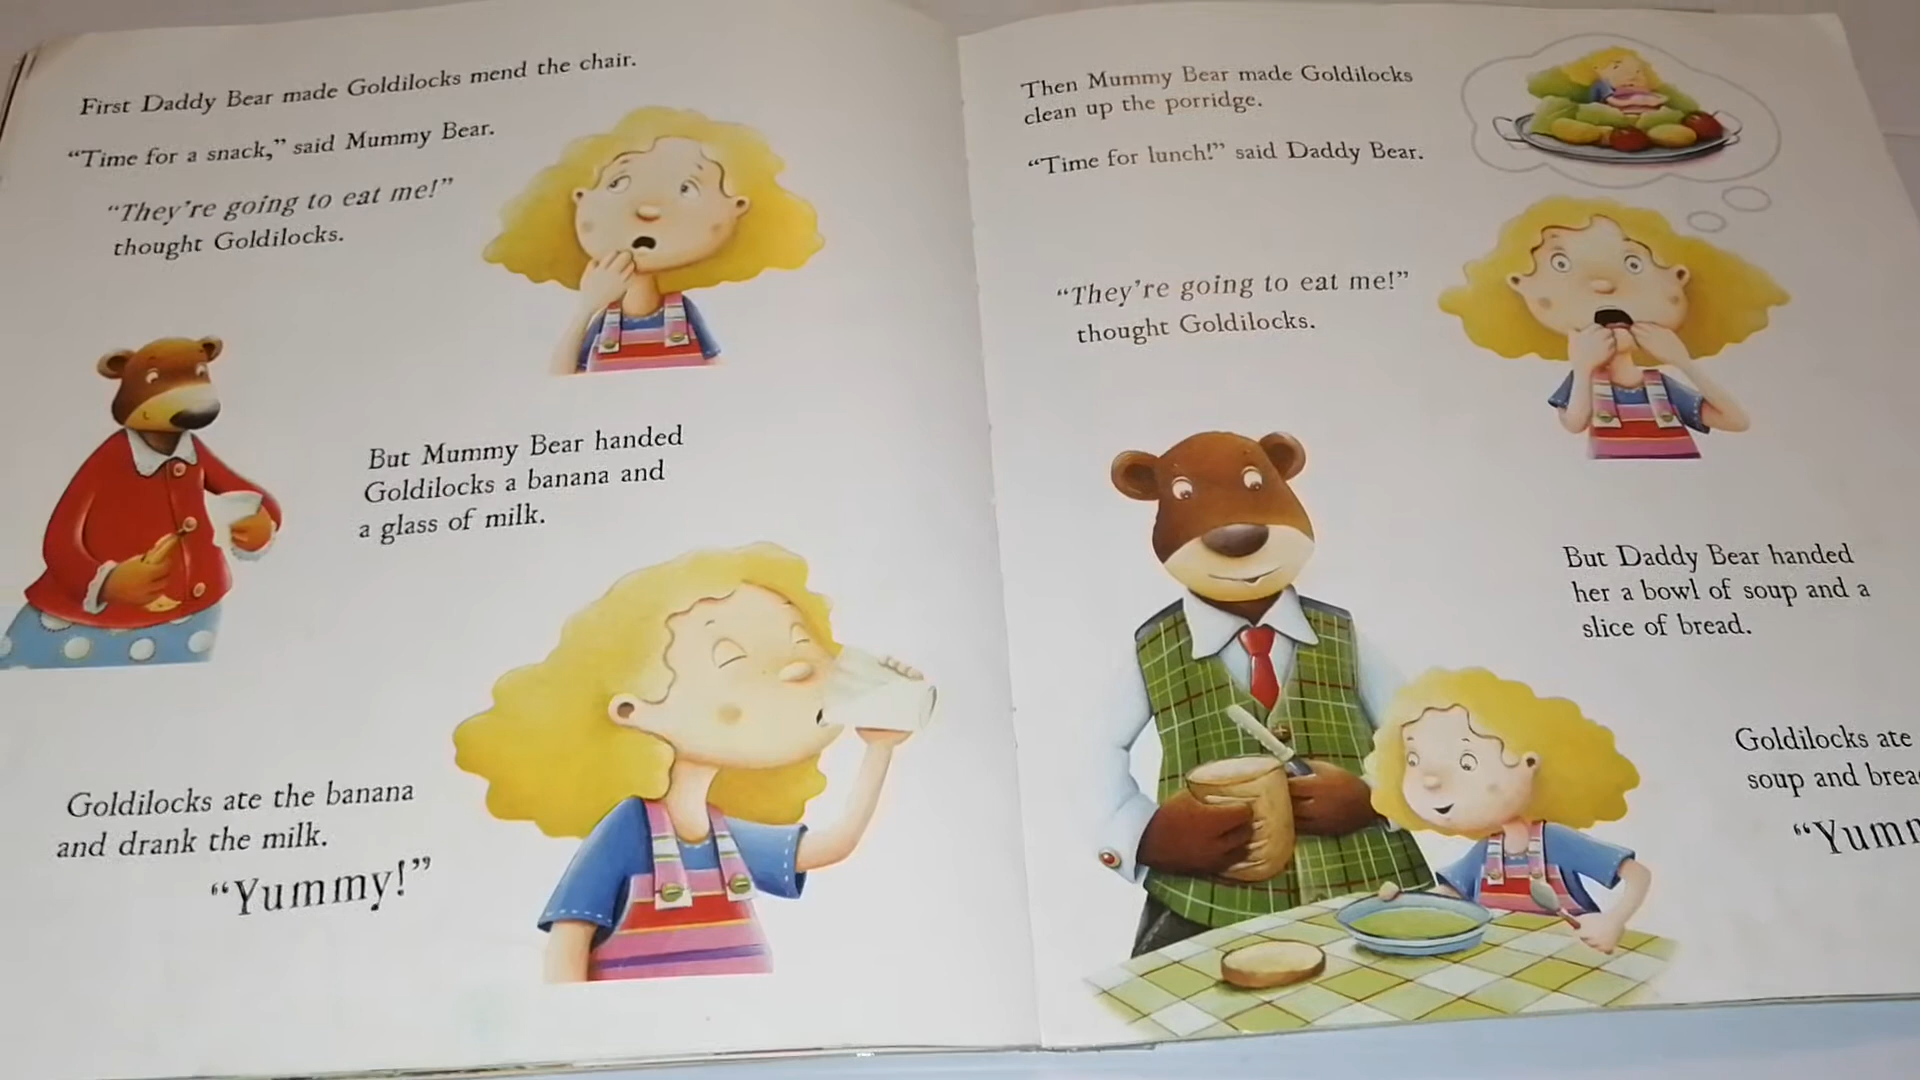 First Daddy Bear made Goldilocks mend the chair.
“Time for a snack,” said Mummy Bear.
“They’re going to eat me!”
thought Goldilocks.
But Mummy Bear handed
Goldilocks a banana and
a glass of milk.
Goldilocks ate the banana
and drank the milk.
“Yummy!”
Then Mummy Bear made Goldilocks
clean up the porridge.
“Time for lunch!” said Daddy Bear.
“They’re going to eat me!”
thought Goldilocks.
But Daddy Bear handed
her a bowl of soup and a
slice of bread.
Goldilocks ate
soup and